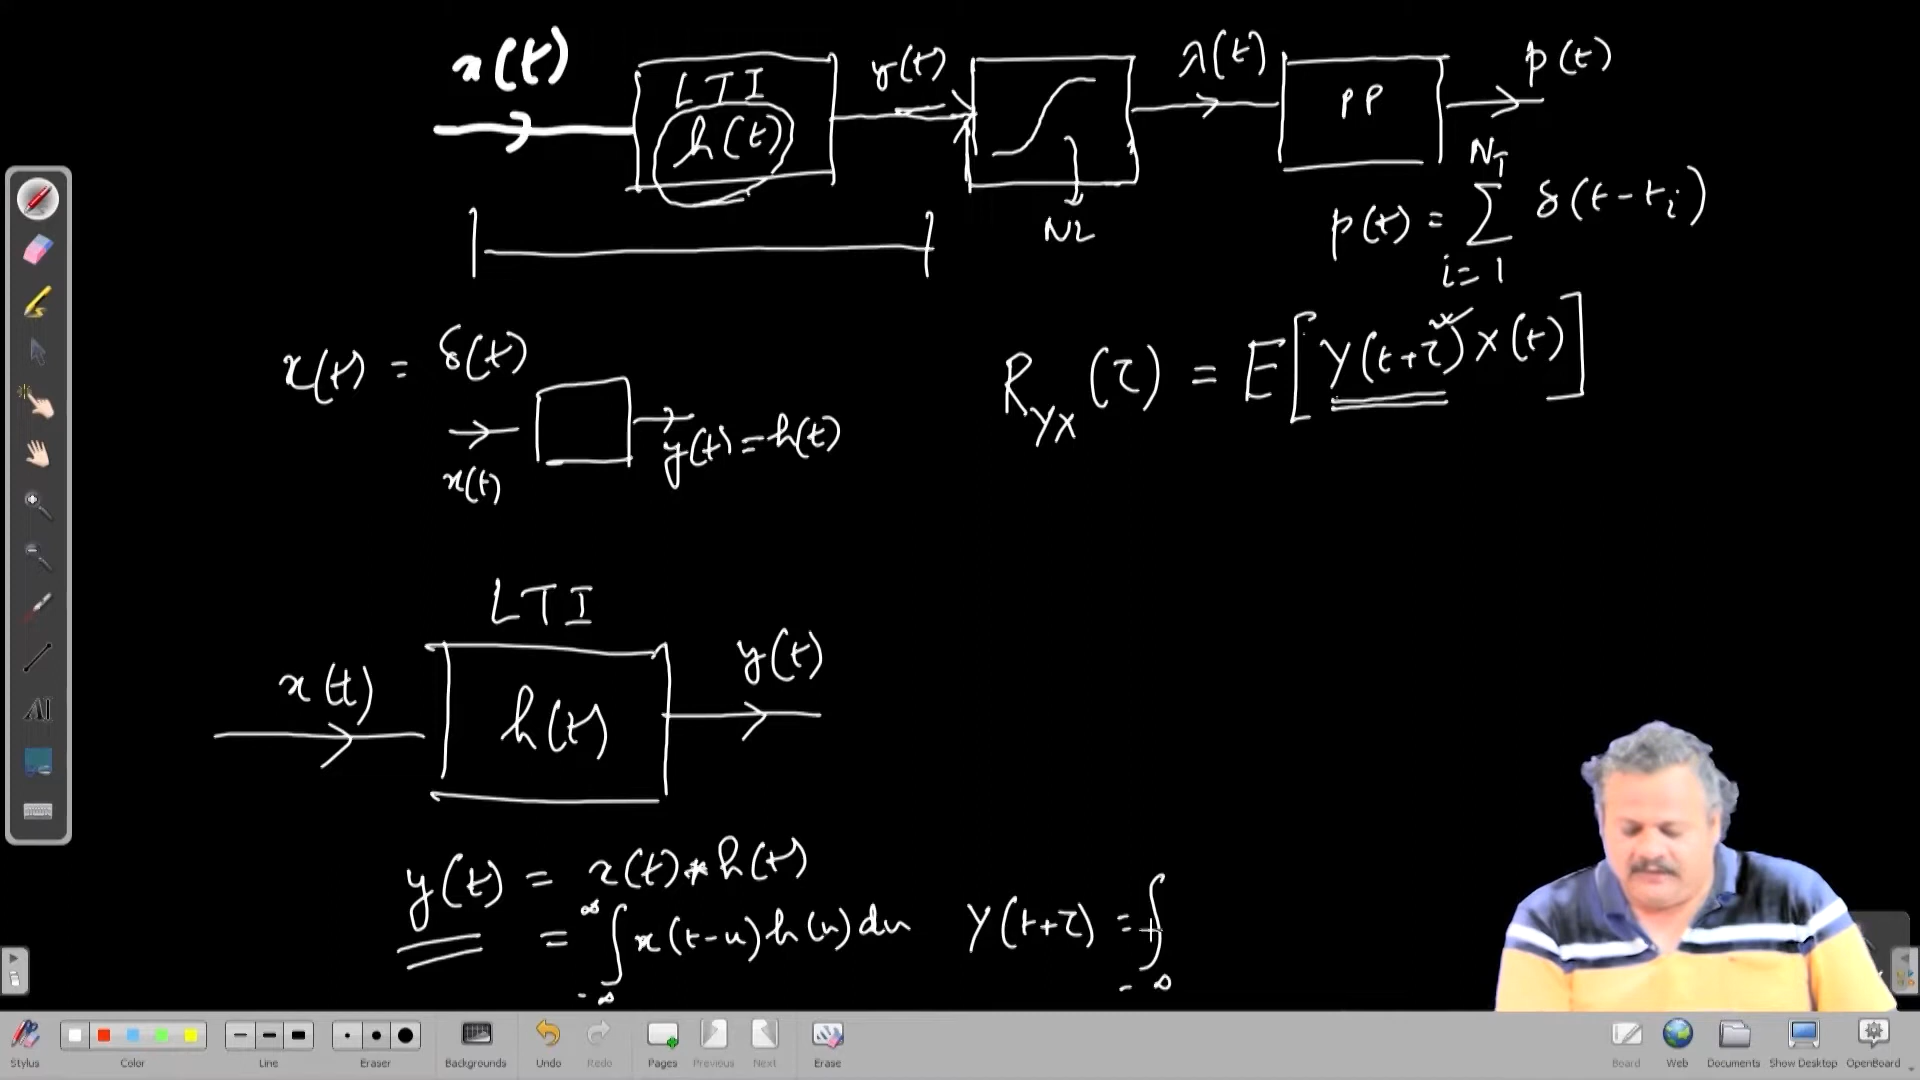 x(t)
LTI
h(t)
y(t)
NL
λ(t)
PP
p(t)
p(t) = N_T Σ i=1 δ(t-t_i)
x(t) = δ(t)
x(t)
y(t) = h(t)
R_YX (τ) = E[Y(t+τ) X(t)]
LTI
x(t)
h(t)
y(t)
y(t) = x(t) * h(t)
= ∞ ∫ -∞ x(t-u) h(u) du
Y(t+τ) = ∫ -∞
AI
Stylus
Color
Line
Eraser
Backgrounds
Undo
Redo
Pages
Previous
Next
Erase
Board
Web
Documents
Show Desktop
OpenBoard